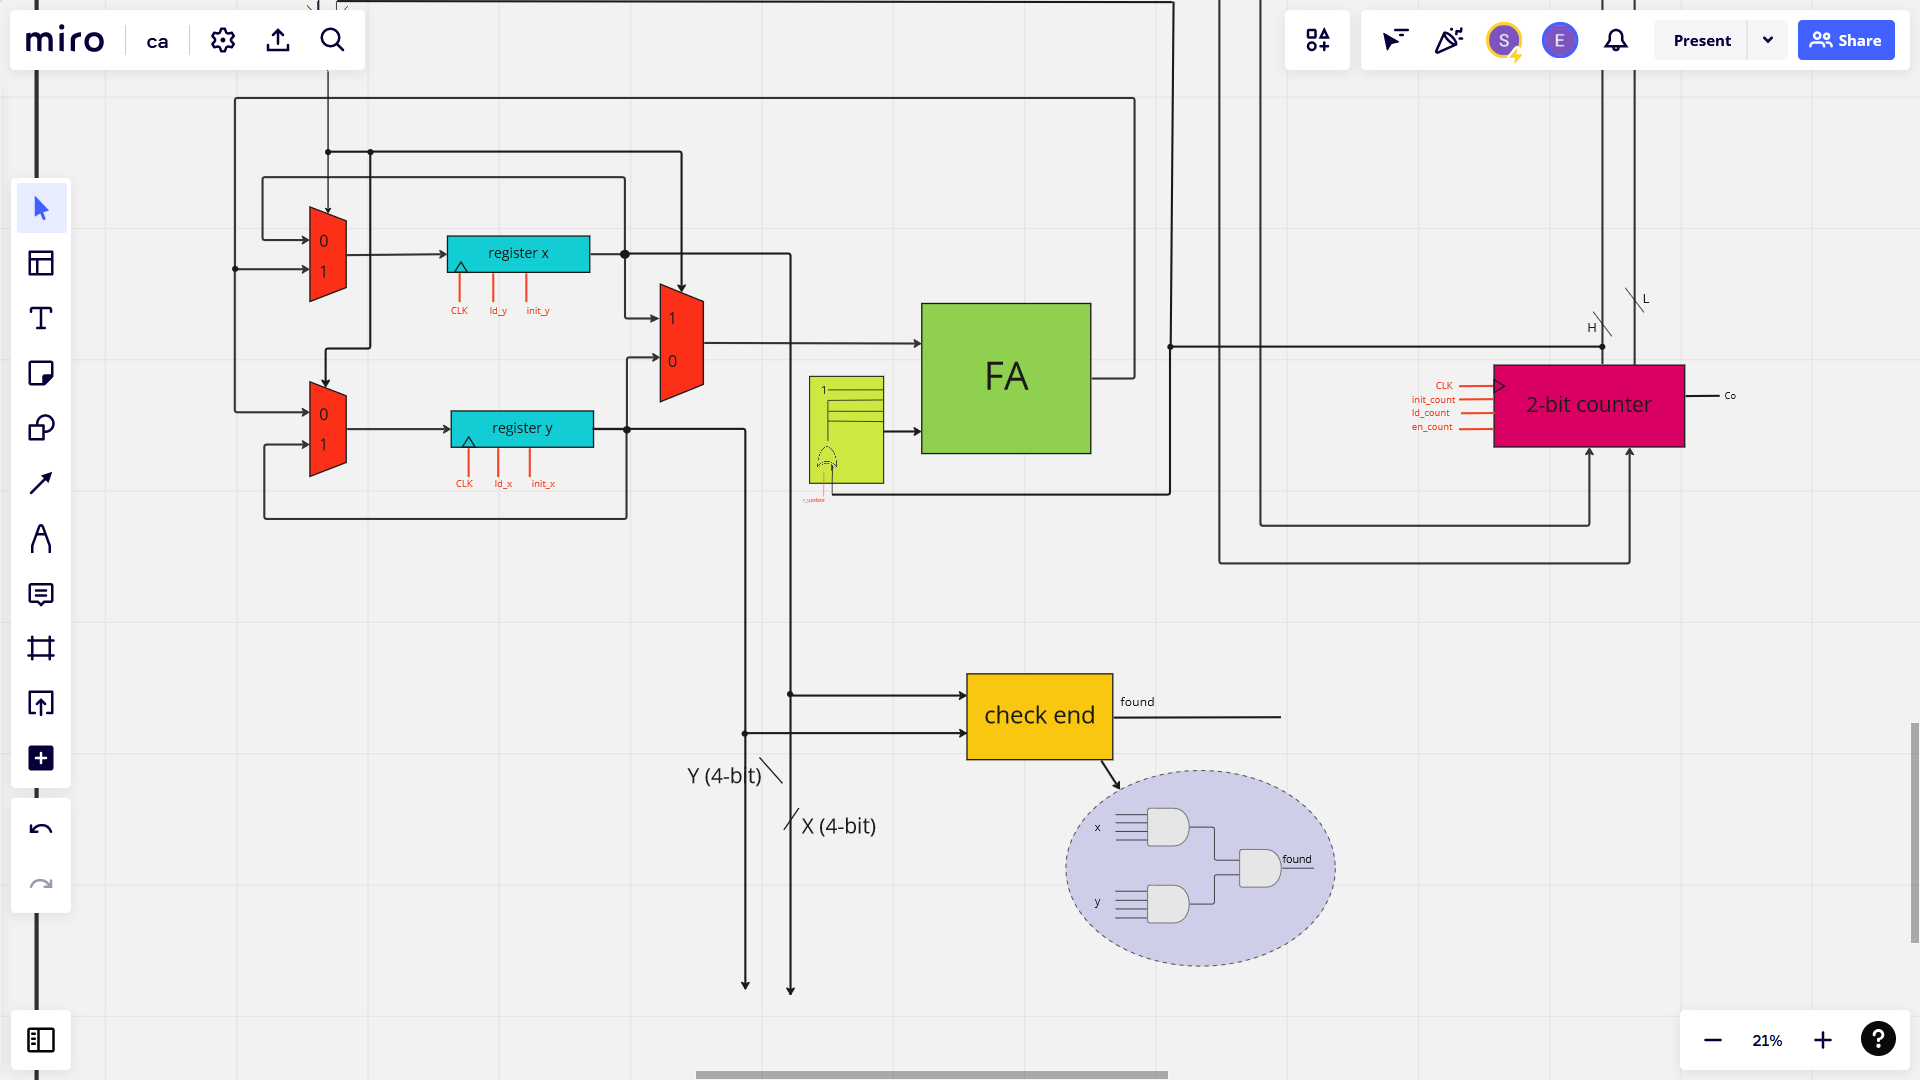 miro
ca
S
E
Present
Share
0
1
register x
CLK
ld_y
init_y
1
0
FA
1
r_update
0
1
register y
CLK
ld_x
init_x
H
L
CLK
init_count
ld_count
en_count
2-bit counter
Co
check end
found
Y (4-bit)
X (4-bit)
x
y
found
21%
?